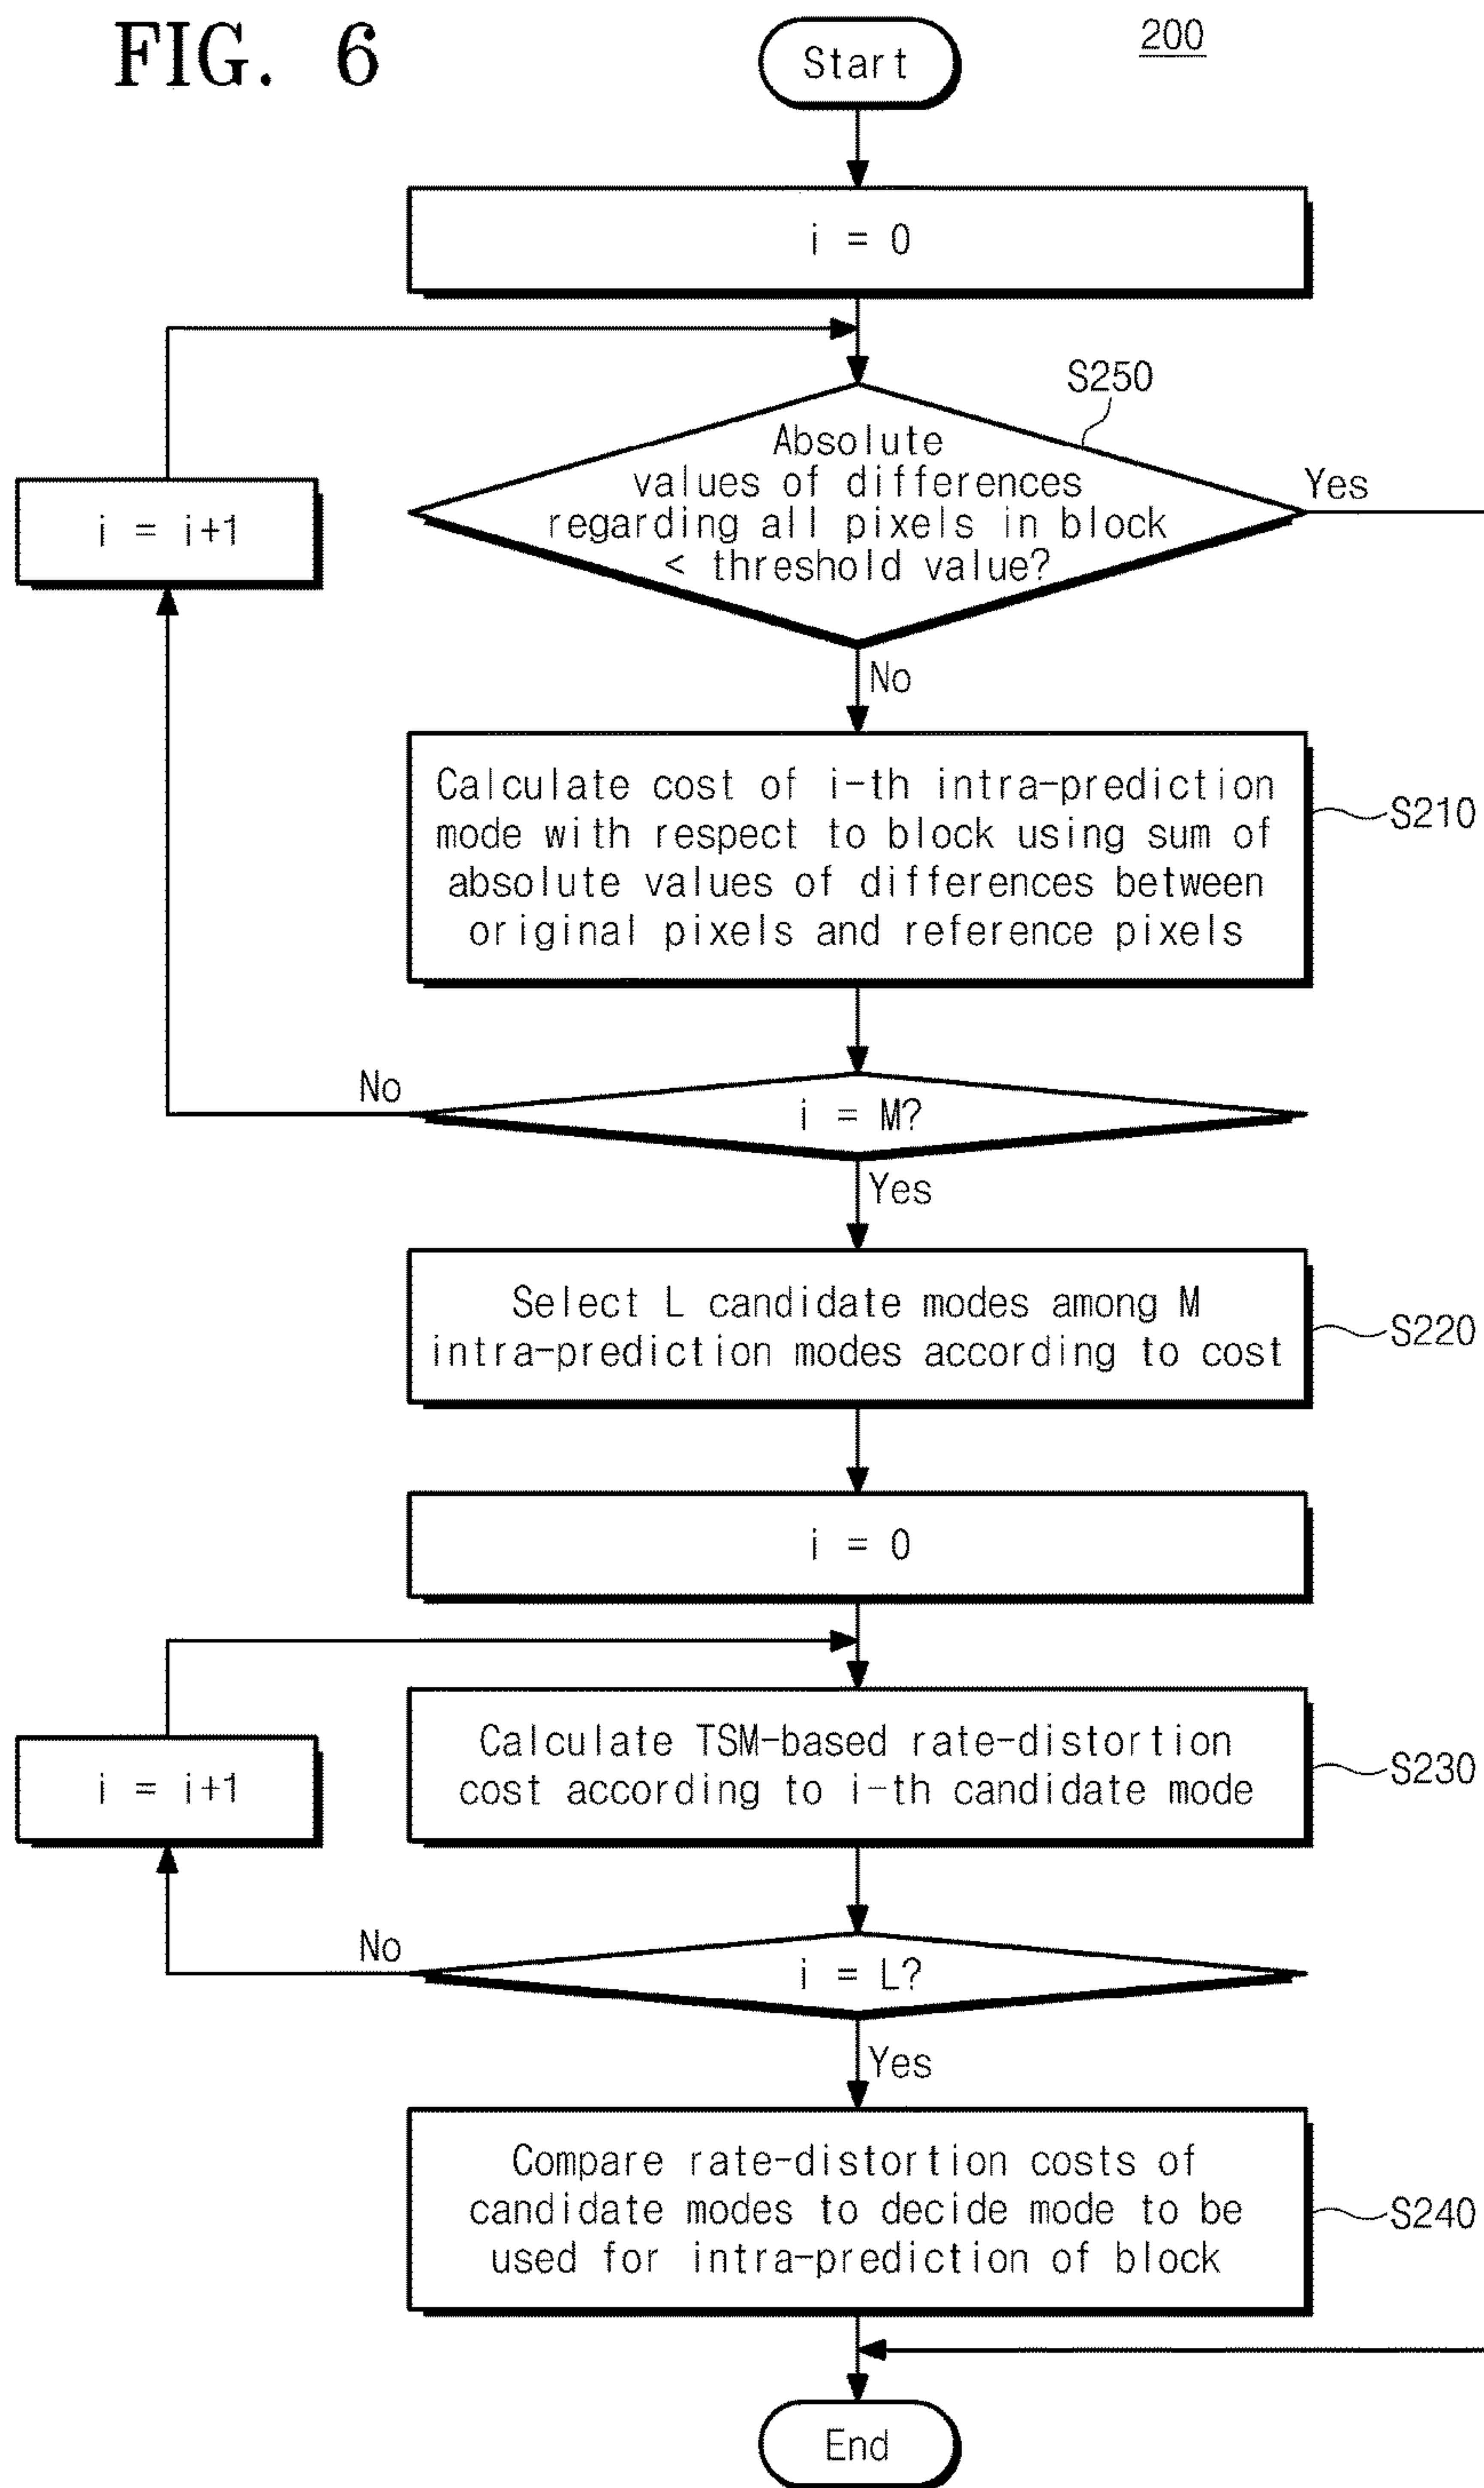 FIG. 6
200
Start
i = 0
S250
Absolute
values of differences
regarding all pixels in block
< threshold value?
Yes
i = i+1
No
Calculate cost of i-th intra-prediction
mode with respect to block using sum of
absolute values of differences between
original pixels and reference pixels
S210
No
i = M?
Yes
Select L candidate modes among M
intra-prediction modes according to cost
S220
i = 0
Calculate TSM-based rate-distortion
cost according to i-th candidate mode
S230
i = i+1
No
i = L?
Yes
Compare rate-distortion costs of
candidate modes to decide mode to be
used for intra-prediction of block
S240
End